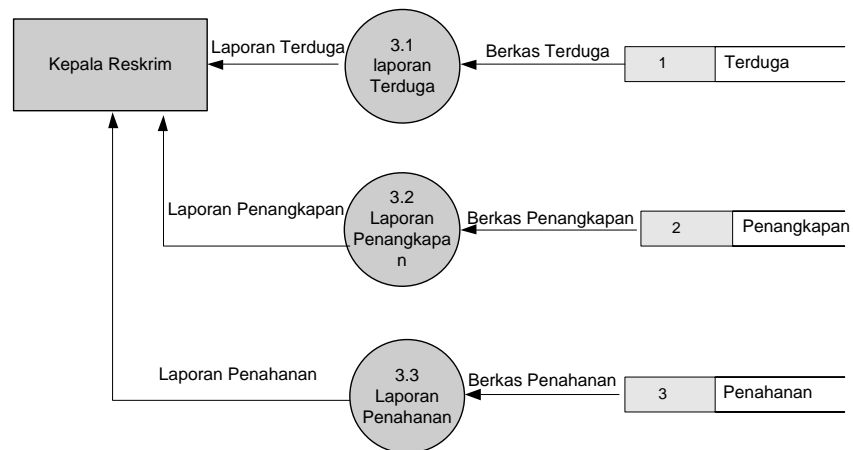 Kepala Reskrim
Laporan Terduga
3.1
laporan
Terduga
Berkas Terduga
1
Terduga
Laporan Penangkapan
3.2
Laporan
Penangkapa
n
Berkas Penangkapan
2
Penangkapan
Laporan Penahanan
3.3
Laporan
Penahanan
Berkas Penahanan
3
Penahanan